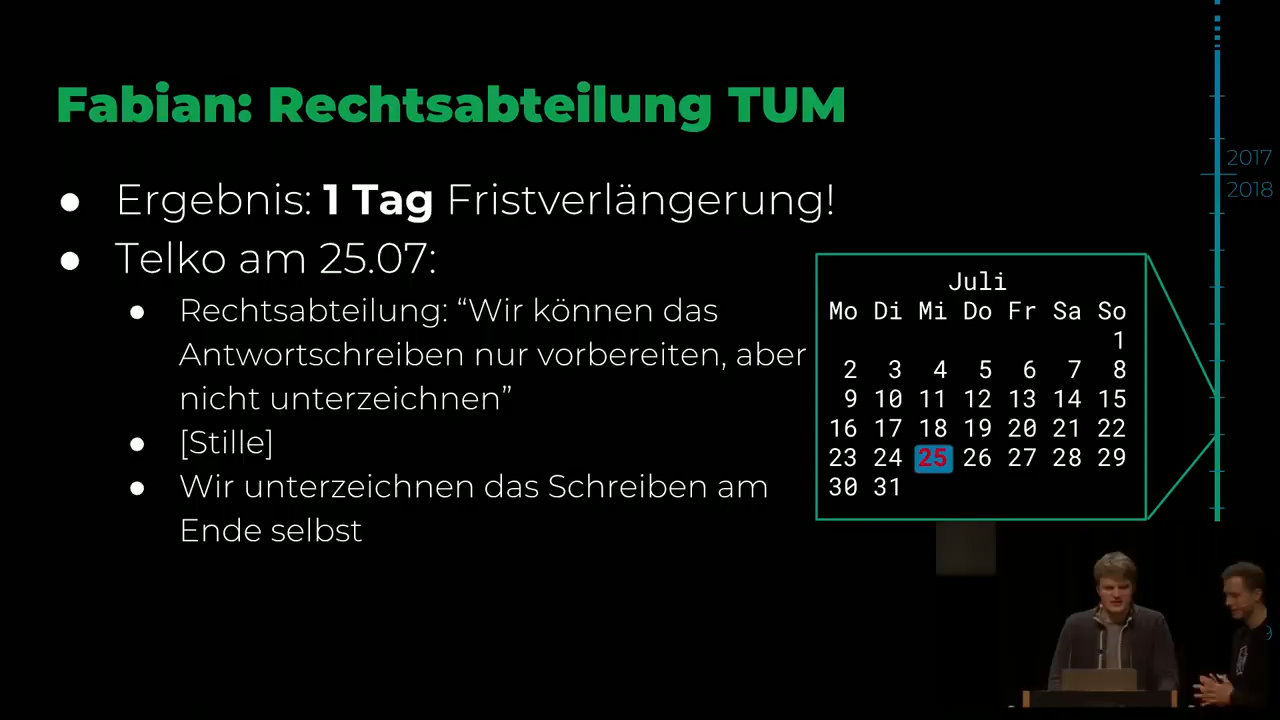 Fabian: Rechtsabteilung TUM
● Ergebnis: 1 Tag Fristverlängerung!
● Telko am 25.07:
● Rechtsabteilung: “Wir können das
Antwortschreiben nur vorbereiten, aber
nicht unterzeichnen”
● [Stille]
● Wir unterzeichnen das Schreiben am
Ende selbst
Juli
Mo Di Mi Do Fr Sa So
1
2 3 4 5 6 7 8
9 10 11 12 13 14 15
16 17 18 19 20 21 22
23 24 25 26 27 28 29
30 31
2017
2018
9